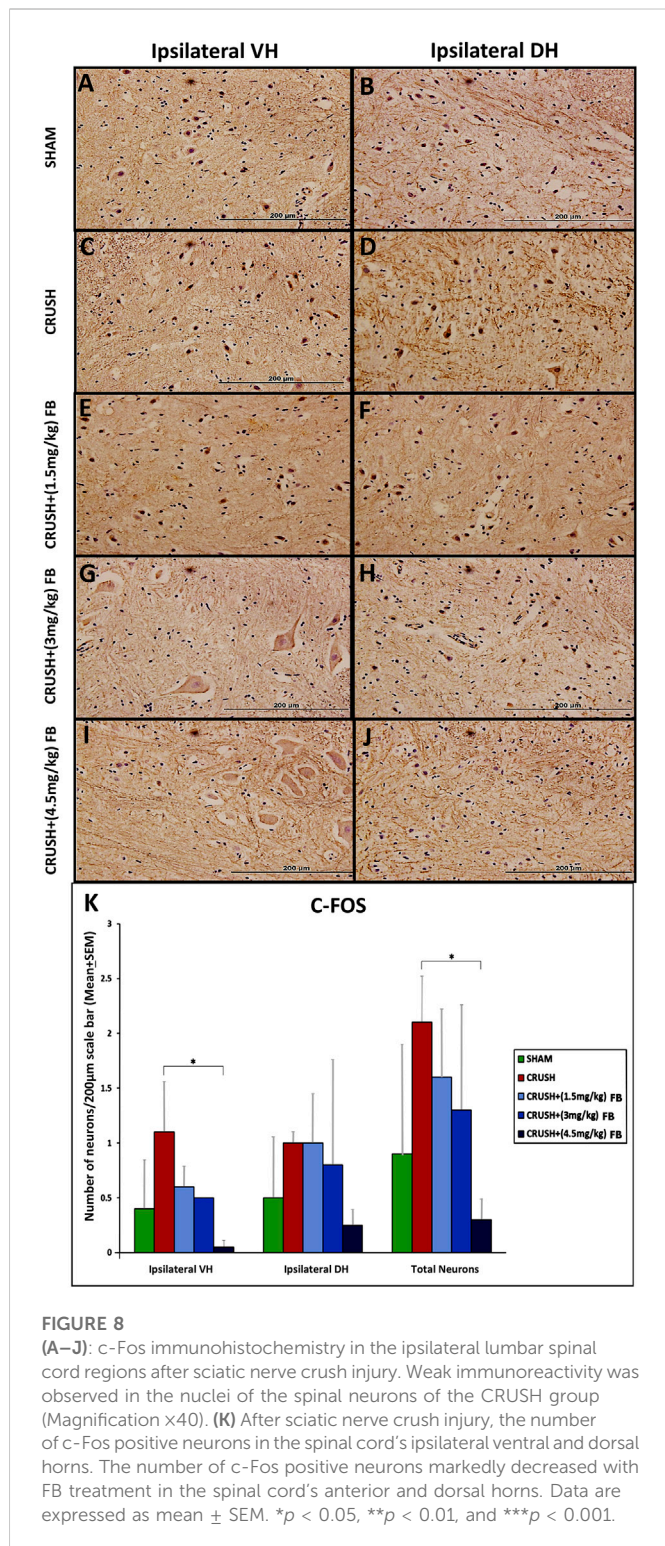 Ipsilateral VH Ipsilateral DH
SHAM
A
200 µm
B
200 µm
CRUSH
C
200 µm
D
200 µm
CRUSH+(1.5mg/kg) FB
E
200 µm
F
200 µm
CRUSH+(3mg/kg) FB
G
200 µm
H
200 µm
CRUSH+(4.5mg/kg) FB
I
200 µm
J
200 µm
K
C-FOS
Number of neurons/200µm scale bar (Mean±SEM)
3
2.5
2
1.5
1
0.5
0
*
*
Ipsilateral VH Ipsilateral DH Total Neurons
SHAM
CRUSH
CRUSH+(1.5mg/kg) FB
CRUSH+(3mg/kg) FB
CRUSH+(4.5mg/kg) FB
FIGURE 8
(A–J): c-Fos immunohistochemistry in the ipsilateral lumbar spinal
cord regions after sciatic nerve crush injury. Weak immunoreactivity was
observed in the nuclei of the spinal neurons of the CRUSH group
(Magnification ×40). (K) After sciatic nerve crush injury, the number
of c-Fos positive neurons in the spinal cord's ipsilateral ventral and dorsal
horns. The number of c-Fos positive neurons markedly decreased with
FB treatment in the spinal cord's anterior and dorsal horns. Data are
expressed as mean ± SEM. *p < 0.05, **p < 0.01, and ***p < 0.001.